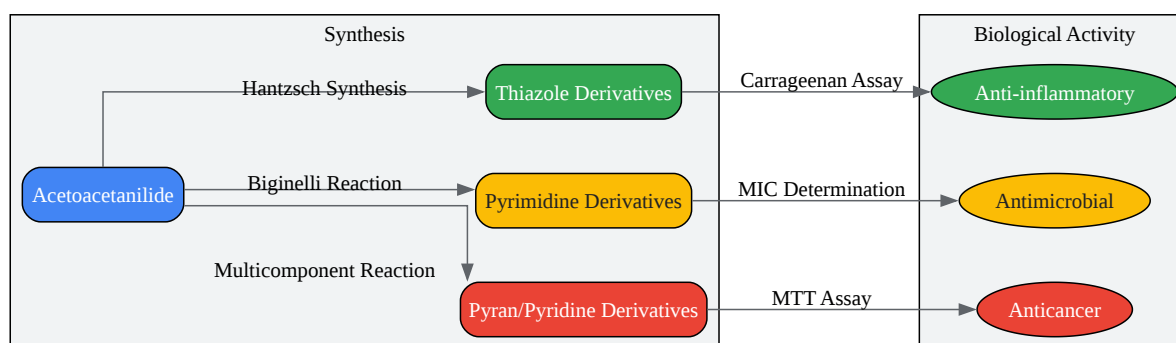 Synthesis
Biological Activity
Hantzsch Synthesis
Thiazole Derivatives
Carrageenan Assay
Anti-inflammatory
Acetoacetanilide
Biginelli Reaction
Pyrimidine Derivatives
MIC Determination
Antimicrobial
Multicomponent Reaction
Pyran/Pyridine Derivatives
MTT Assay
Anticancer